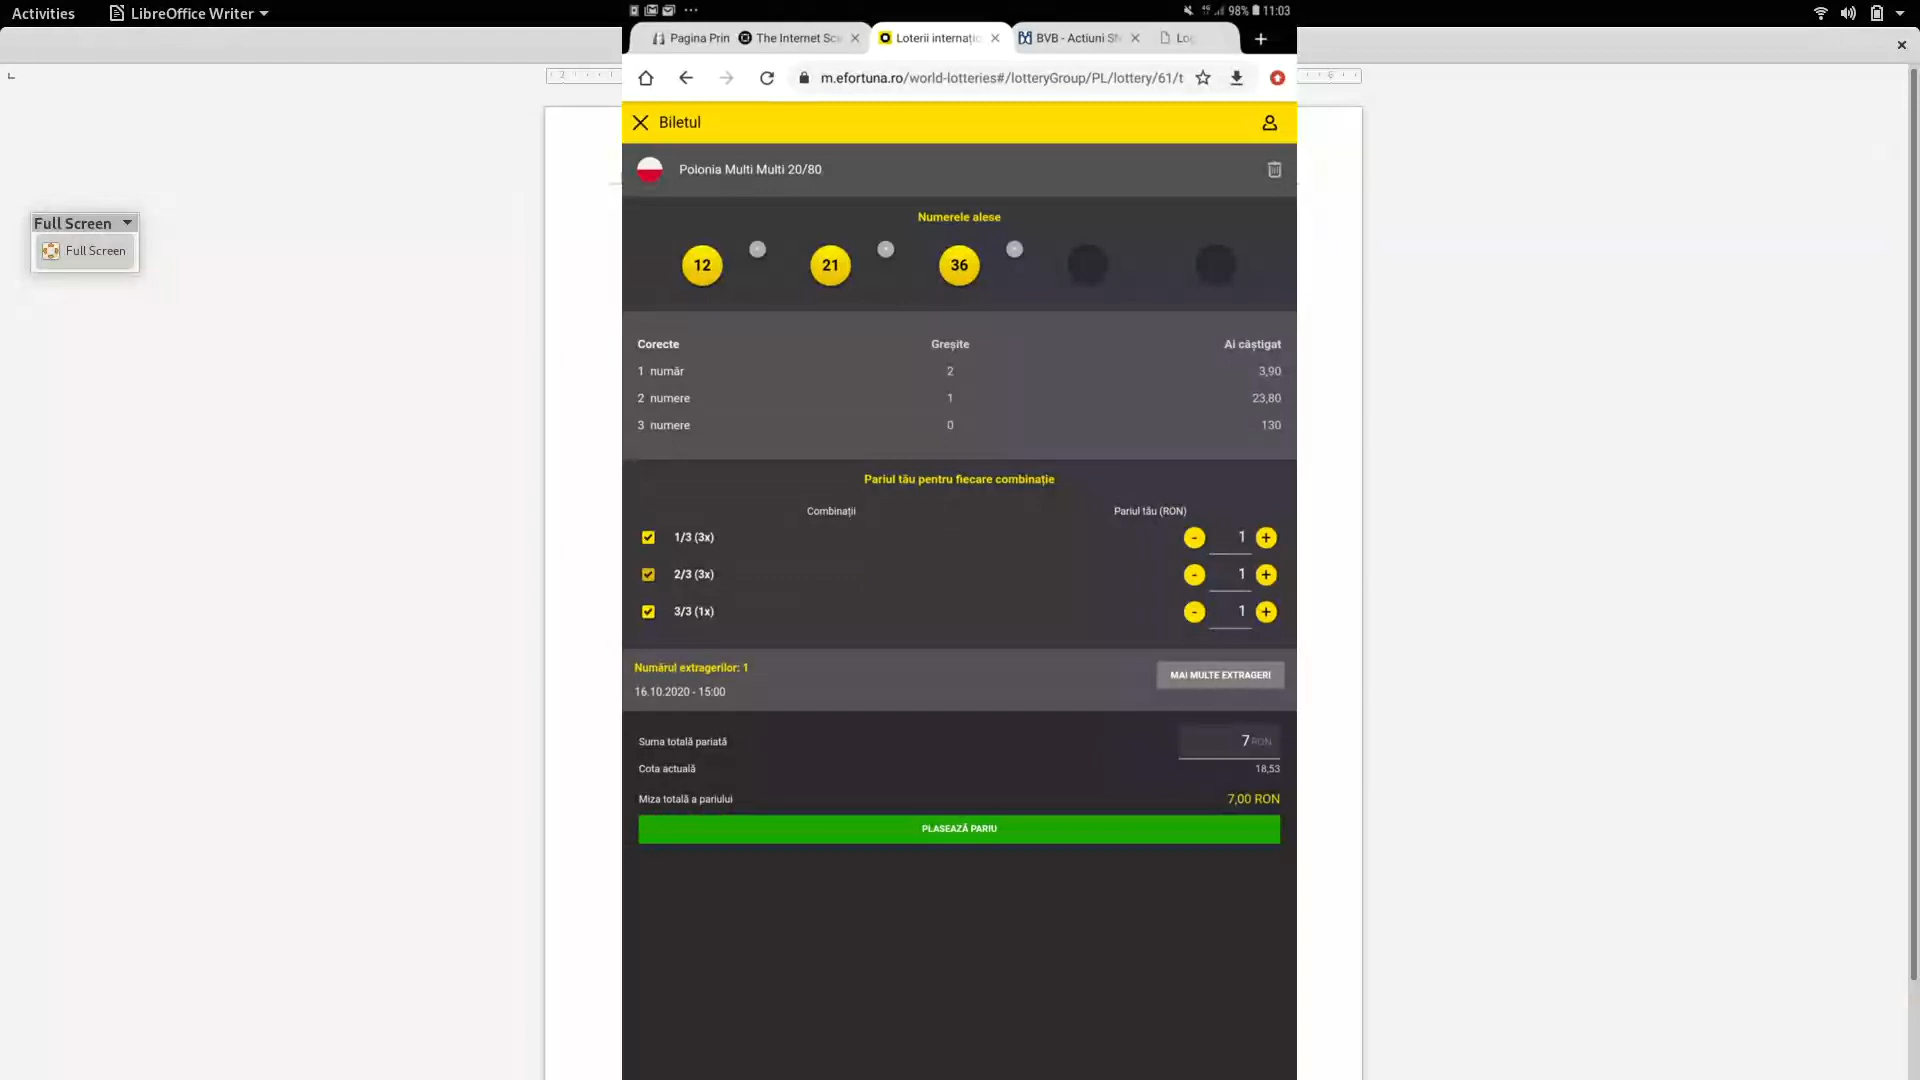 Activities LibreOffice Writer
98% 11:03
Pagina Prin The Internet Sc Loterii internațio BVB - Actiuni SN Log
m.efortuna.ro/world-lotteries#/lotteryGroup/PL/lottery/61/t
Biletul
Polonia Multi Multi 20/80
Full Screen
Full Screen
Numerele alese
12 21 36
Corecte Greșite Ai câștigat
1 număr 2 3,90
2 numere 1 23,80
3 numere 0 130
Pariul tău pentru fiecare combinație
Combinații Pariul tău (RON)
1/3 (3x) - 1 +
2/3 (3x) - 1 +
3/3 (1x) - 1 +
Numărul extragerilor: 1
MAI MULTE EXTRAGERI
16.10.2020 - 15:00
Suma totală pariată 7 RON
Cota actuală 18,53
Miza totală a pariului 7,00 RON
PLASEAZĂ PARIU